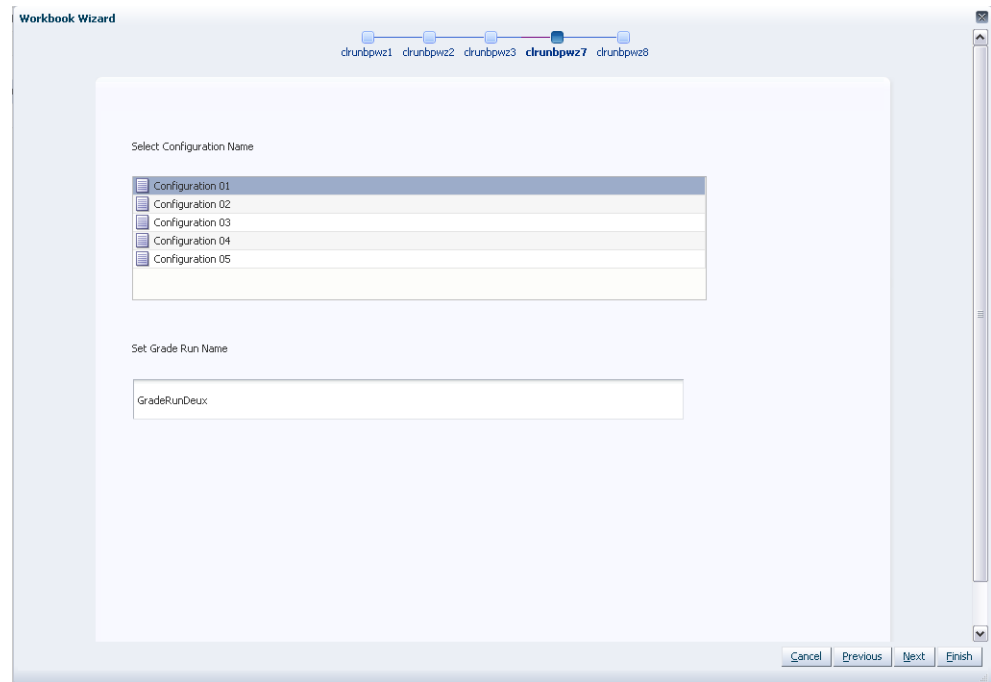 Workbook Wizard
clrunbpwz1 clrunbpwz2 clrunbpwz3 clrunbpwz7 clrunbpwz8
Select Configuration Name
Configuration 01
Configuration 02
Configuration 03
Configuration 04
Configuration 05
Set Grade Run Name
GradeRunDeux
Cancel Previous Next Finish